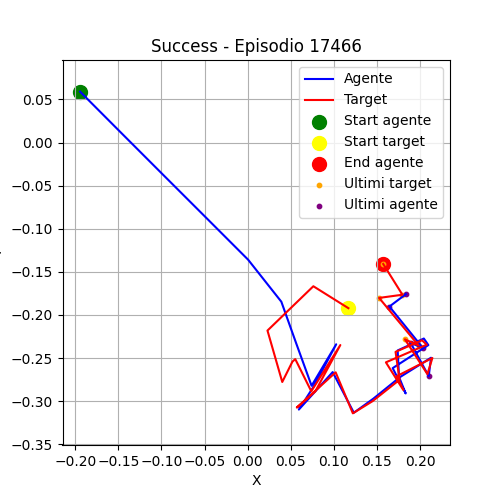 Success - Episodio 17466
Agente
Target
Start agente
Start target
End agente
Ultimi target
Ultimi agente
0.05
0.00
−0.05
−0.10
−0.15
−0.20
−0.25
−0.30
−0.35
−0.20
−0.15
−0.10
−0.05
0.00
0.05
0.10
0.15
0.20
X